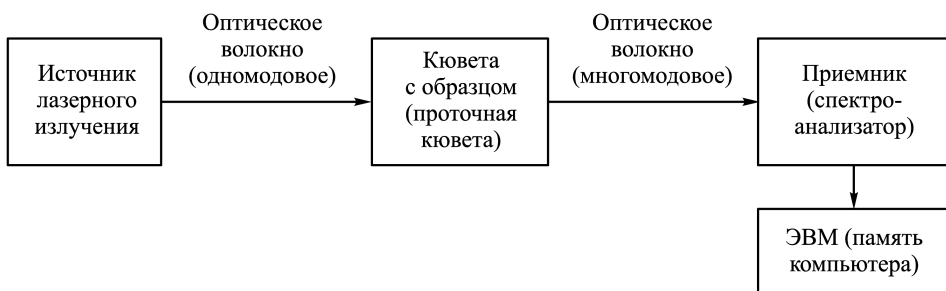 Источник
лазерного
излучения
Оптическое
волокно
(одномодовое)
Кювета
с образцом
(проточная
кювета)
Оптическое
волокно
(многомодовое)
Приемник
(спектро-
анализатор)
ЭВМ (память
компьютера)